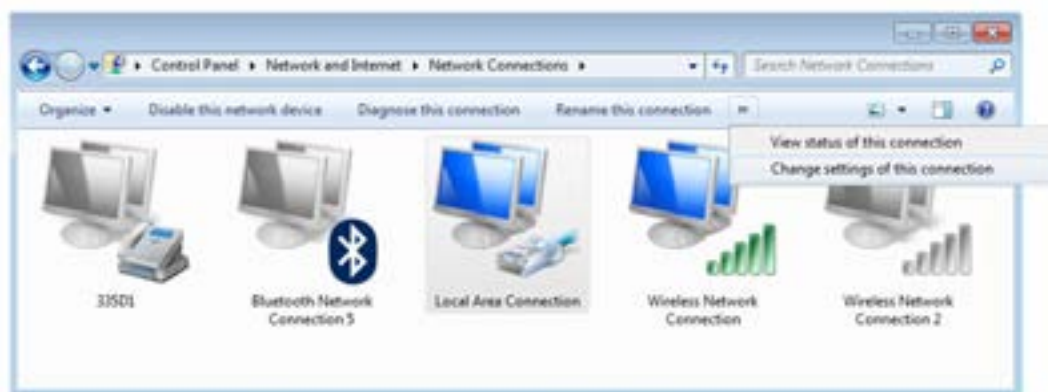 Control Panel ▸ Network and Internet ▸ Network Connections ▸
Search Network Connections
Organize Disable this network device Diagnose this connection Rename this connection »
View status of this connection
Change settings of this connection
335D1
Bluetooth Network
Connection 5
Local Area Connection
Wireless Network
Connection
Wireless Network
Connection 2